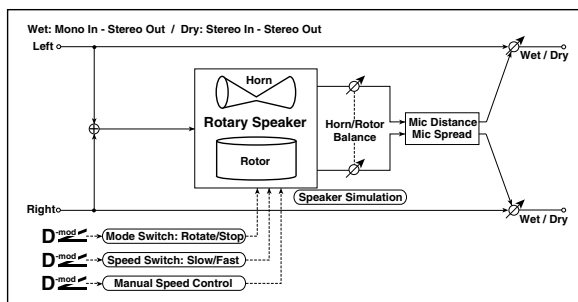 Wet: Mono In - Stereo Out / Dry: Stereo In - Stereo Out
Left
Wet / Dry
Horn
Rotary Speaker
Rotor
Horn/Rotor
Balance
Mic Distance
Mic Spread
Speaker Simulation
Right
Wet / Dry
D-mod
Mode Switch: Rotate/Stop
D-mod
Speed Switch: Slow/Fast
D-mod
Manual Speed Control